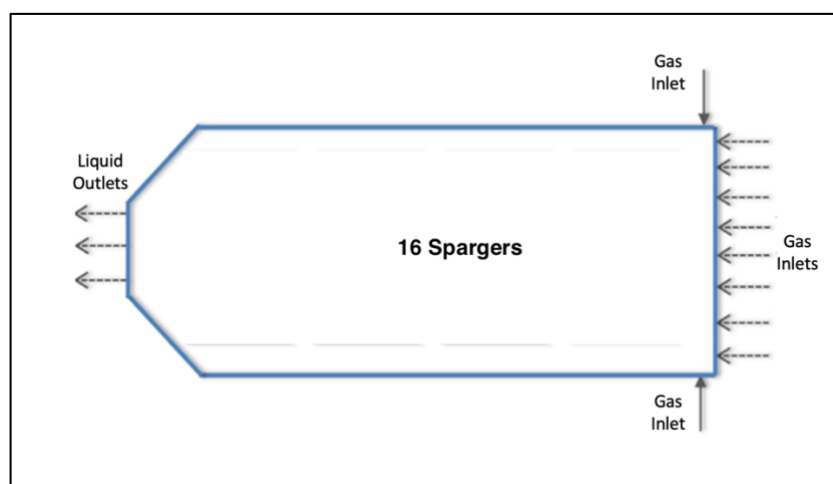 Gas
Inlet
Liquid
Outlets
16 Spargers
Gas
Inlets
Gas
Inlet